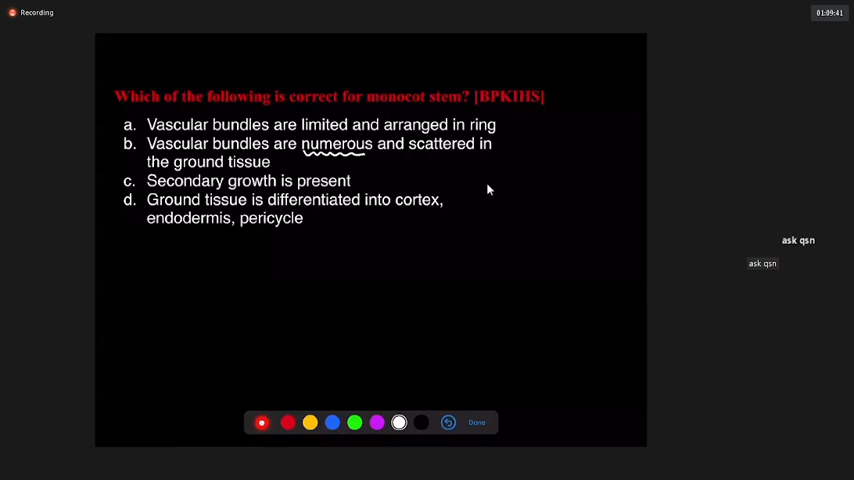 Recording
01:09:41
Which of the following is correct for monocot stem? [BPKIHS]
a. Vascular bundles are limited and arranged in ring
b. Vascular bundles are numerous and scattered in
the ground tissue
c. Secondary growth is present
d. Ground tissue is differentiated into cortex,
endodermis, pericycle
ask qsn
ask qsn
Done